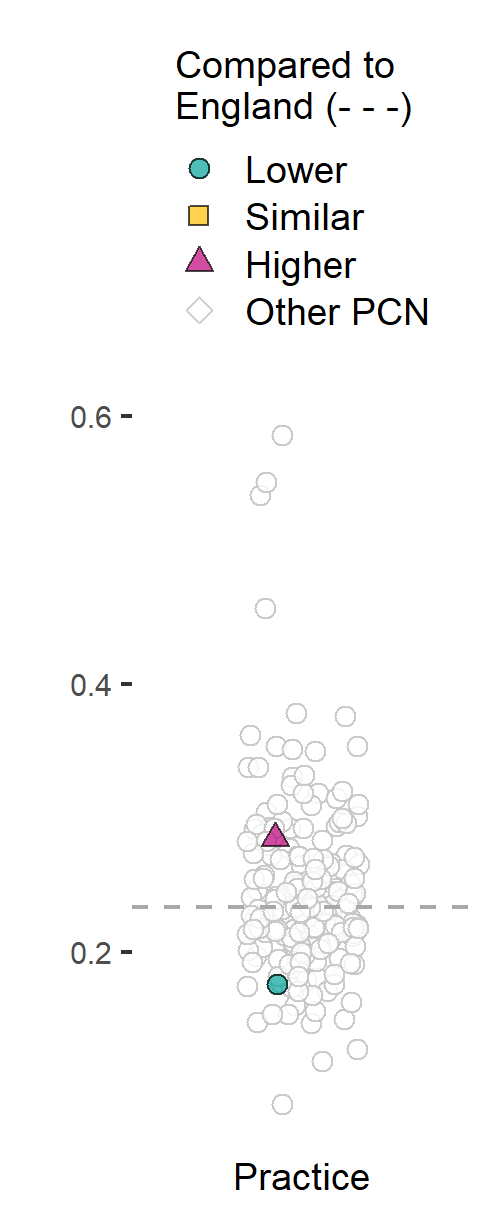 Compared to
England (- - -)
Lower
Similar
Higher
Other PCN
0.6
0.4
0.2
Practice